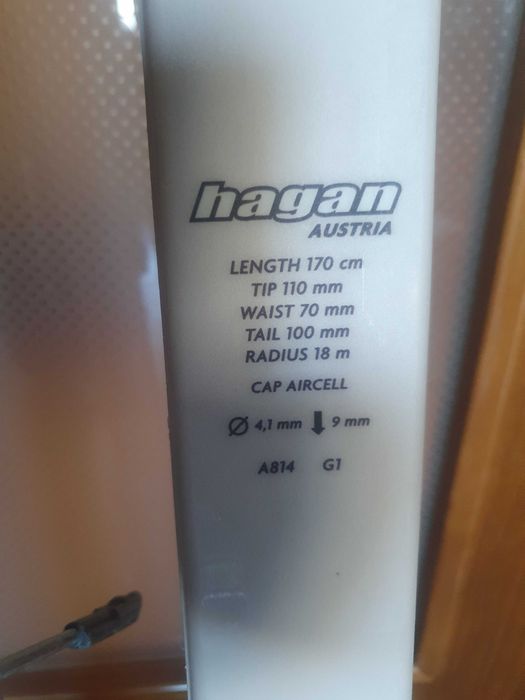 hagan
AUSTRIA
LENGTH 170 cm
TIP 110 mm
WAIST 70 mm
TAIL 100 mm
RADIUS 18 m
CAP AIRCELL
Ø 4,1 mm ⬇ 9 mm
A814 G1